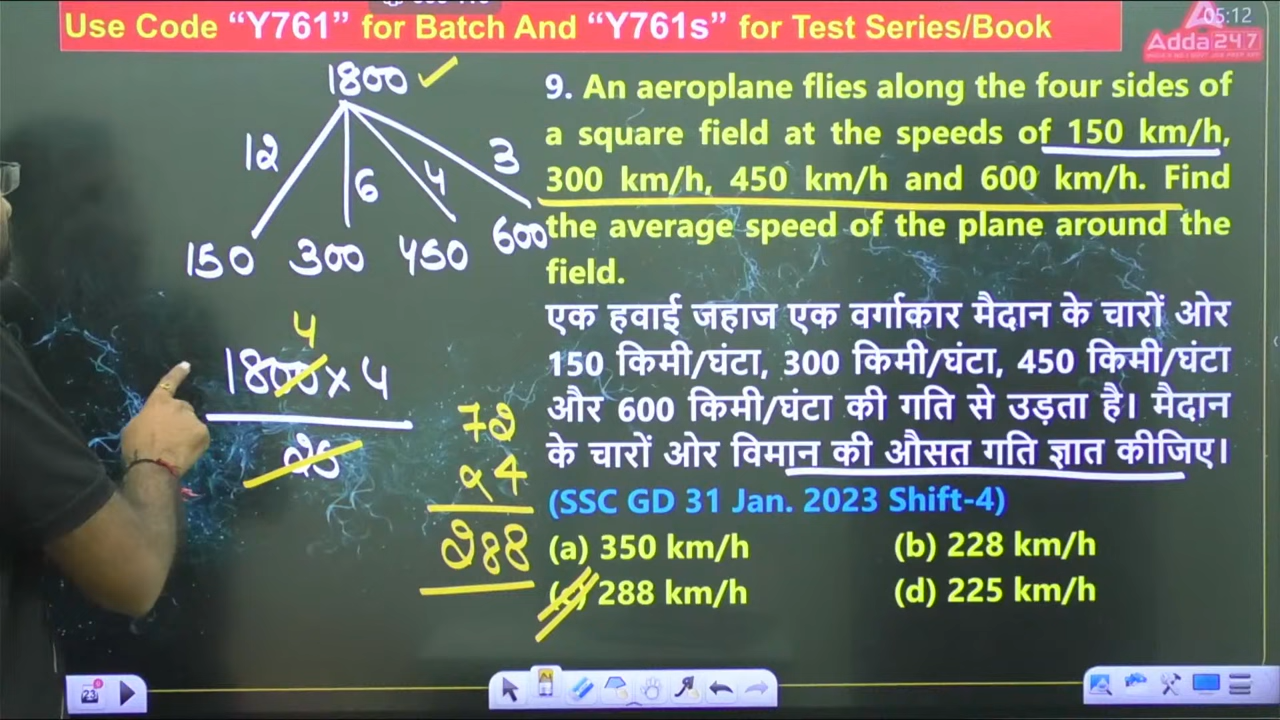 Use Code “Y761” for Batch And “Y761s” for Test Series/Book
05:12
Adda247
1800 ✓
12 6 4 3
150 300 450 600
4
1800 x 4
25
72
x 4
288
9. An aeroplane flies along the four sides of
a square field at the speeds of 150 km/h,
300 km/h, 450 km/h and 600 km/h. Find
the average speed of the plane around the
field.
एक हवाई जहाज एक वर्गाकार मैदान के चारों ओर
150 किमी/घंटा, 300 किमी/घंटा, 450 किमी/घंटा
और 600 किमी/घंटा की गति से उड़ता है। मैदान
के चारों ओर विमान की औसत गति ज्ञात कीजिए।
(SSC GD 31 Jan. 2023 Shift-4)
(a) 350 km/h (b) 228 km/h
(c) 288 km/h (d) 225 km/h
23